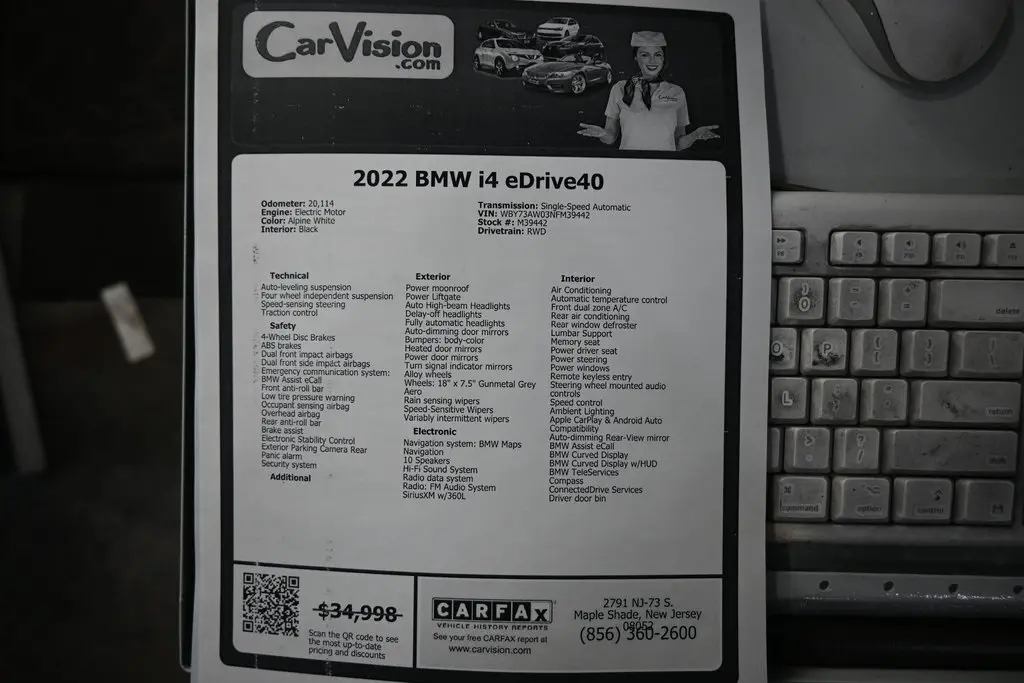 CarVision
.com
2022 BMW i4 eDrive40
Odometer: 20,114
Engine: Electric Motor
Color: Alpine White
Interior: Black
Transmission: Single-Speed Automatic
VIN: WBY73AW03NFM39442
Stock #: M39442
Drivetrain: RWD
Technical
Auto-leveling suspension
Four wheel independent suspension
Speed-sensing steering
Traction control
Safety
4-Wheel Disc Brakes
ABS brakes
Dual front impact airbags
Dual front side impact airbags
Emergency communication system:
BMW Assist eCall
Front anti-roll bar
Low tire pressure warning
Occupant sensing airbag
Overhead airbag
Rear anti-roll bar
Brake assist
Electronic Stability Control
Exterior Parking Camera Rear
Panic alarm
Security system
Additional
Exterior
Power moonroof
Power Liftgate
Auto High-beam Headlights
Delay-off headlights
Fully automatic headlights
Auto-dimming door mirrors
Bumpers: body-color
Heated door mirrors
Power door mirrors
Turn signal indicator mirrors
Alloy wheels
Wheels: 18" x 7.5" Gunmetal Grey
Aero
Rain sensing wipers
Speed-Sensitive Wipers
Variably intermittent wipers
Electronic
Navigation system: BMW Maps
Navigation
10 Speakers
Hi-Fi Sound System
Radio data system
Radio: FM Audio System
SiriusXM w/360L
Interior
Air Conditioning
Automatic temperature control
Front dual zone A/C
Rear air conditioning
Rear window defroster
Lumbar Support
Memory seat
Power driver seat
Power steering
Power windows
Remote keyless entry
Steering wheel mounted audio
controls
Speed control
Ambient Lighting
Apple CarPlay & Android Auto
Compatibility
Auto-dimming Rear-View mirror
BMW Assist eCall
BMW Curved Display
BMW Curved Display w/HUD
BMW TeleServices
Compass
ConnectedDrive Services
Driver door bin
$34,998
Scan the QR code to see
the most up-to-date
pricing and discounts
CARFAX
VEHICLE HISTORY REPORTS
See your free CARFAX report at
www.carvision.com
2791 NJ-73 S.
Maple Shade, New Jersey
08052
(856) 360-2600
delete
P
L
return
command
option
control